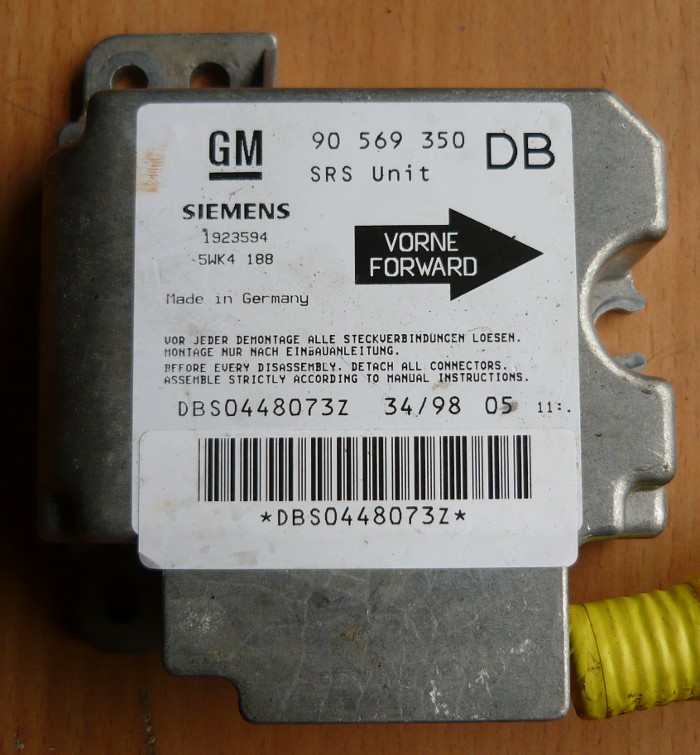 GM 90 569 350 DB
SRS Unit
SIEMENS
1923594
5WK4 188
VORNE
FORWARD
Made in Germany
VOR JEDER DEMONTAGE ALLE STECKVERBINDUNGEN LOESEN.
MONTAGE NUR NACH EINBAUANLEITUNG.
BEFORE EVERY DISASSEMBLY. DETACH ALL CONNECTORS.
ASSEMBLE STRICTLY ACCORDING TO MANUAL INSTRUCTIONS.
DBS0448073Z 34/98 05
*DBS0448073Z*